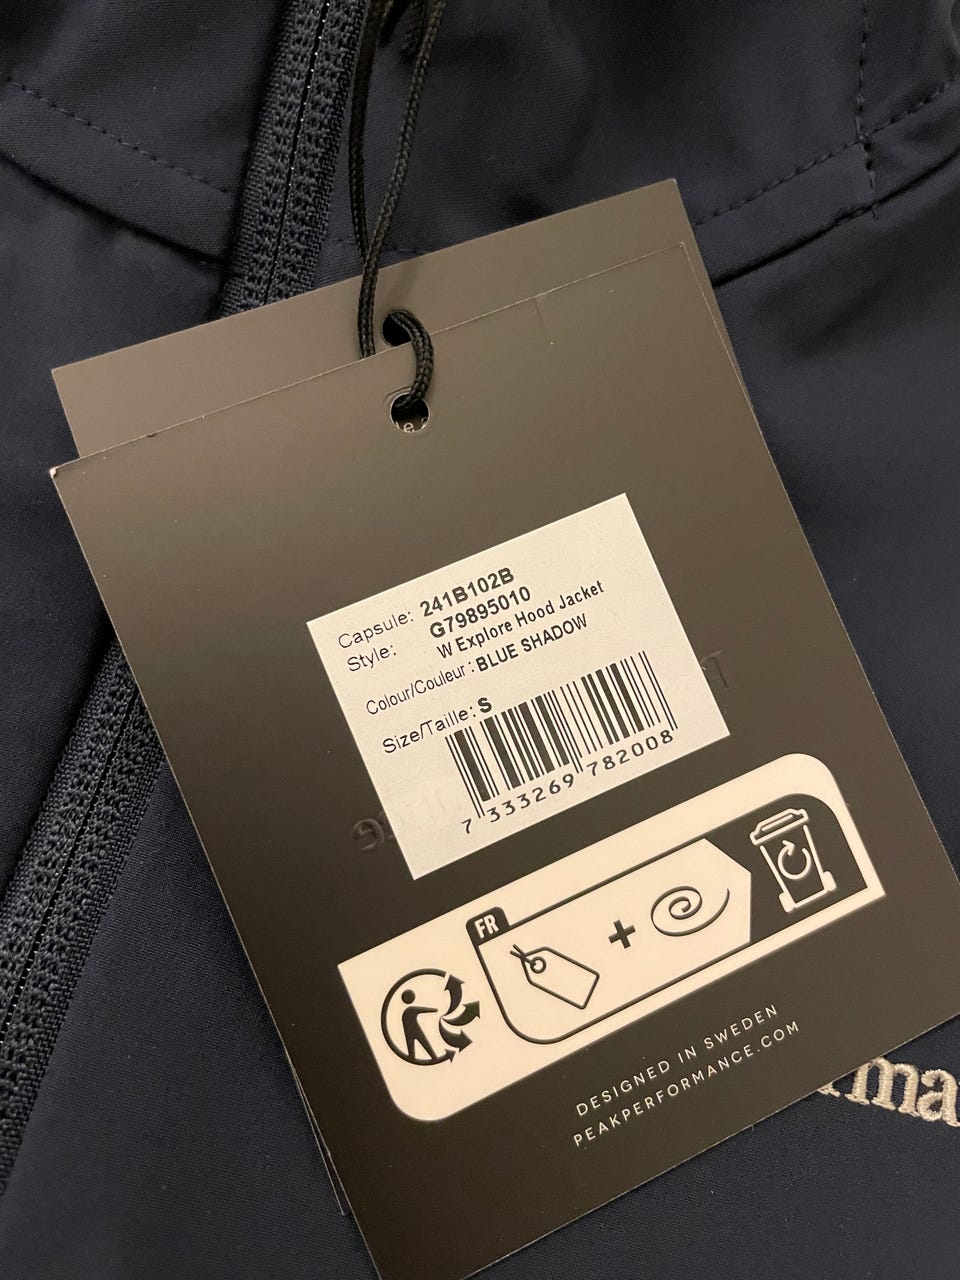 Capsule: 241B102B
Style: G79895010
W Explore Hood Jacket
Colour/Couleur: BLUE SHADOW
Size/Taille: S
7 333269 782008
FR
+
DESIGNED IN SWEDEN
PEAKPERFORMANCE.COM
rma